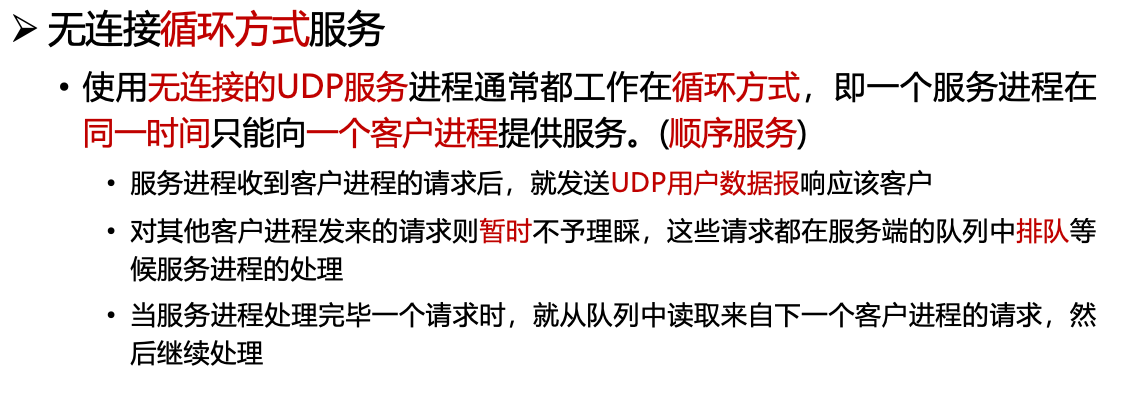 ➢ 无连接循环方式服务
• 使用无连接的UDP服务进程通常都工作在循环方式，即一个服务进程在
同一时间只能向一个客户进程提供服务。(顺序服务)
• 服务进程收到客户进程的请求后，就发送UDP用户数据报响应该客户
• 对其他客户进程发来的请求则暂时不予理睬，这些请求都在服务端的队列中排队等
候服务进程的处理
• 当服务进程处理完毕一个请求时，就从队列中读取来自下一个客户进程的请求，然
后继续处理